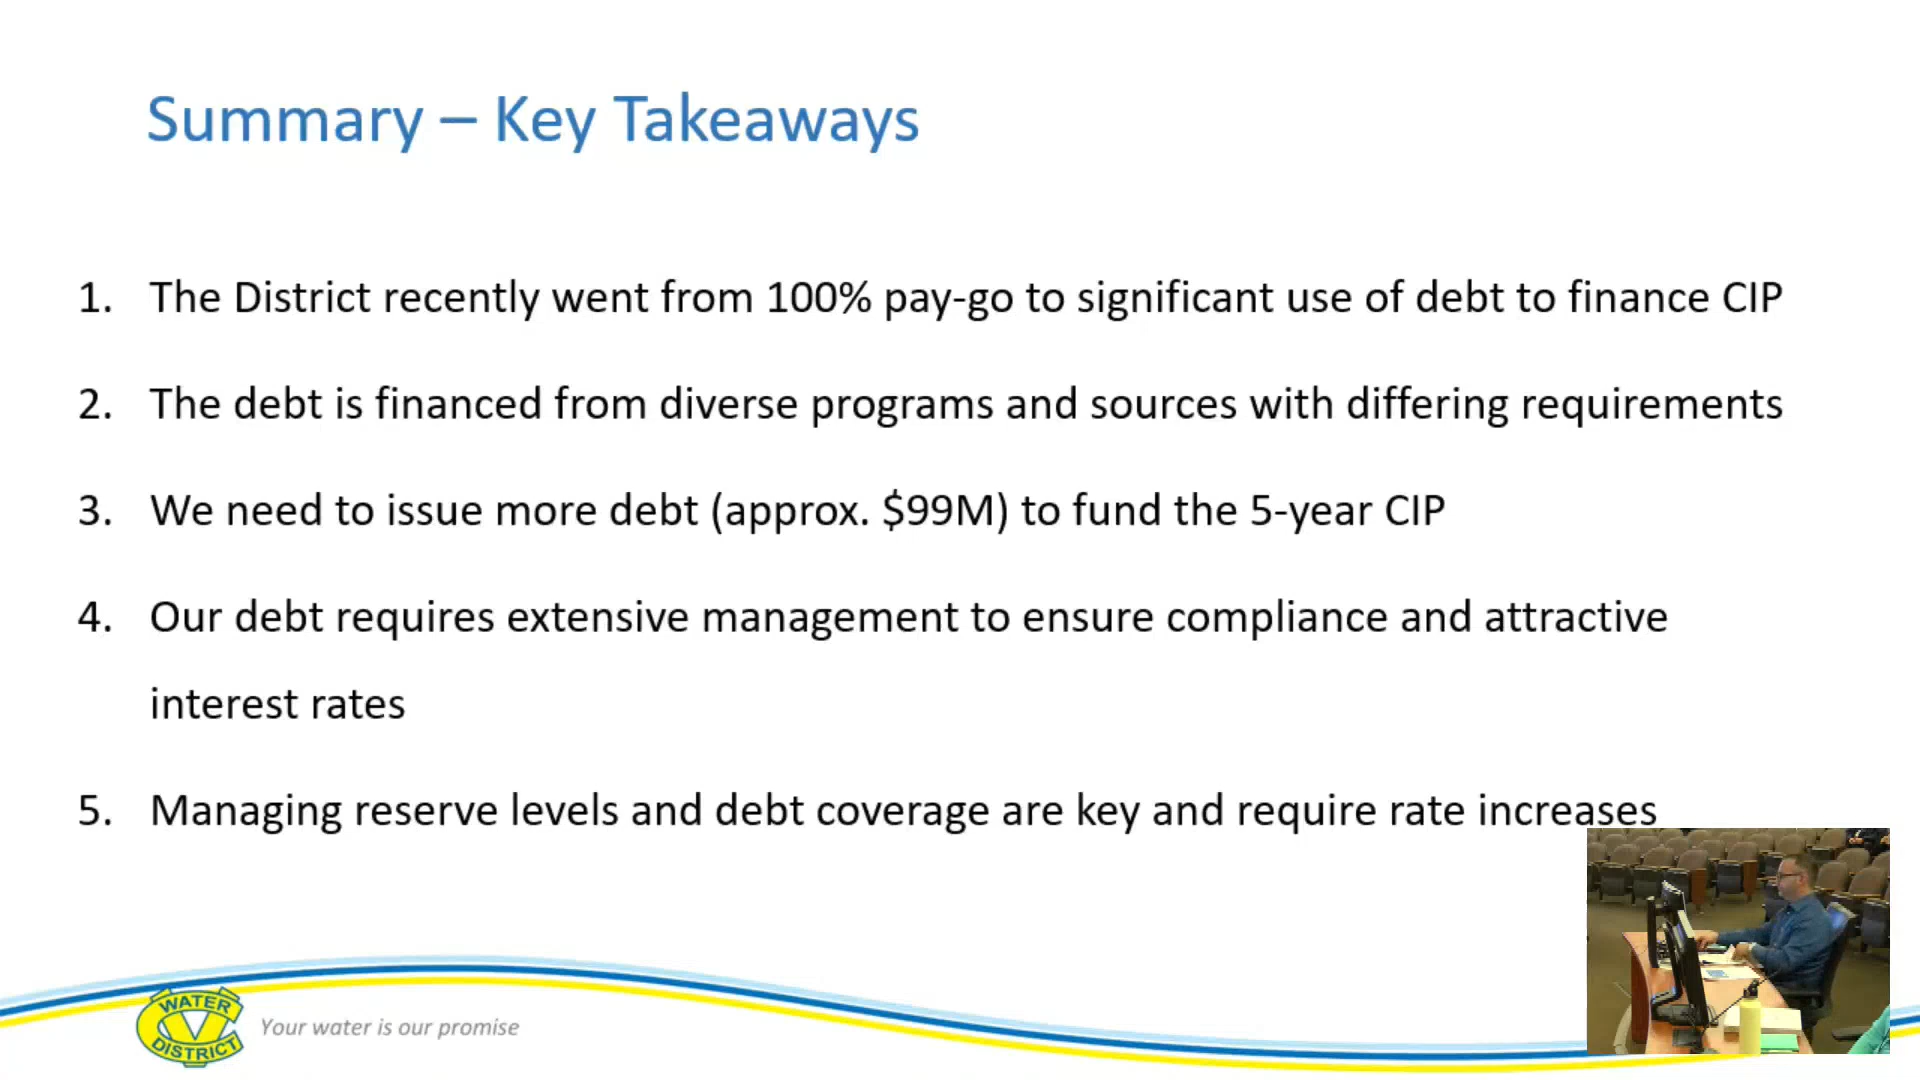 Summary – Key Takeaways
1. The District recently went from 100% pay-go to significant use of debt to finance CIP
2. The debt is financed from diverse programs and sources with differing requirements
3. We need to issue more debt (approx. $99M) to fund the 5-year CIP
4. Our debt requires extensive management to ensure compliance and attractive
interest rates
5. Managing reserve levels and debt coverage are key and require rate increases
WATER
CV
DISTRICT
Your water is our promise